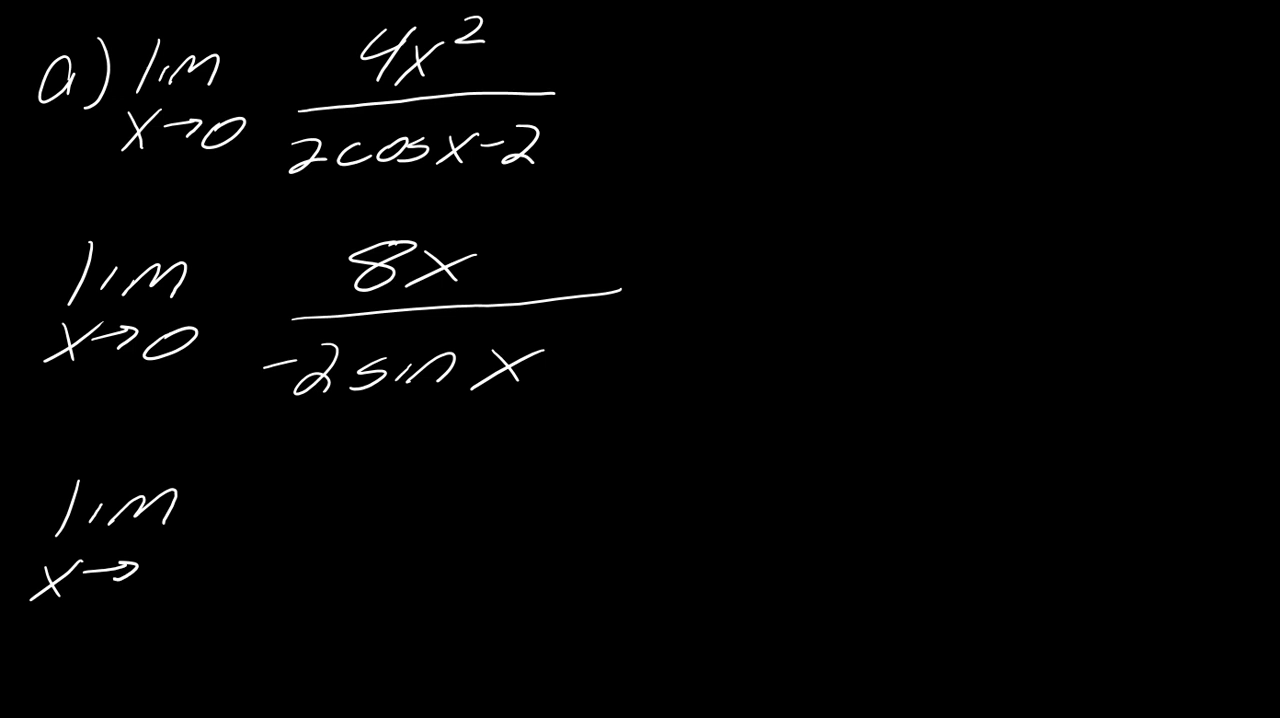 a) lim 4x²
x→0 2cosx-2
lim 8x
x→0 -2sinx
lim
x→